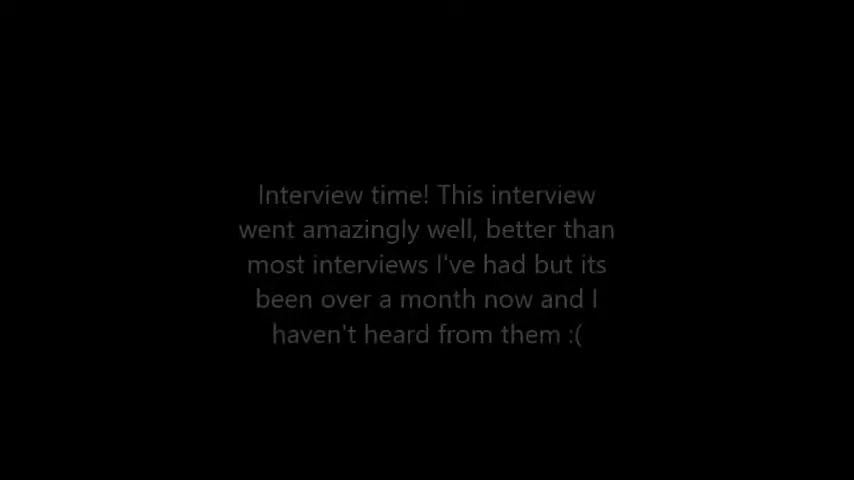 Interview time! This interview
went amazingly well, better than
most interviews I've had but its
been over a month now and I
haven't heard from them :(